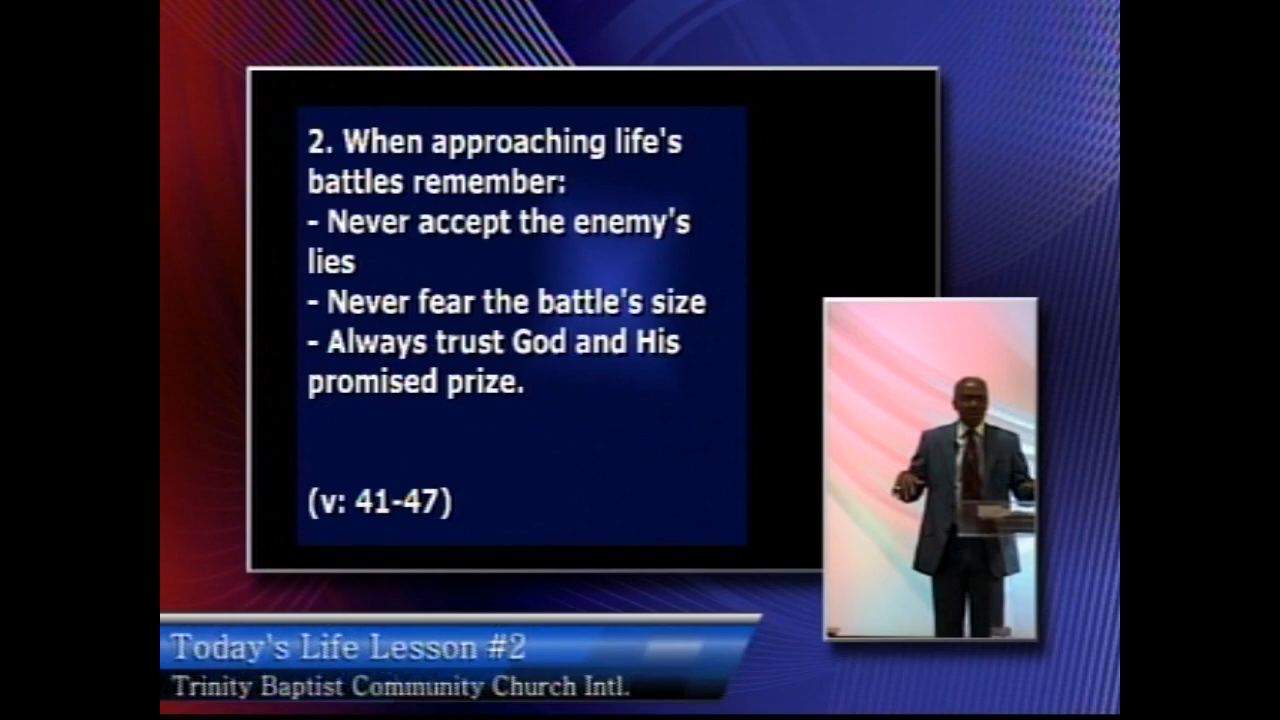 2. When approaching life's
battles remember:
- Never accept the enemy's
lies
- Never fear the battle's size
- Always trust God and His
promised prize.
(v: 41-47)
Today's Life Lesson #2
Trinity Baptist Community Church Intl.